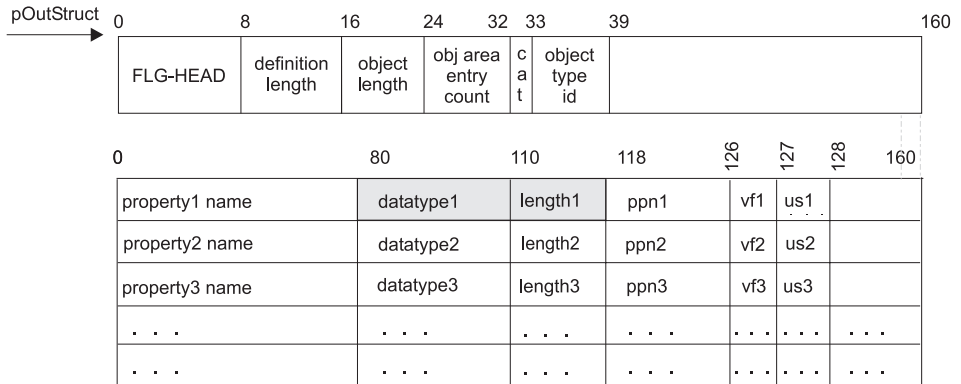 pOutStruct
0 8 16 24 32 33 39 160
FLG-HEAD
definition length
object length
obj area entry count
cat
object type id
0 80 110 118 126 127 128 160
property1 name datatype1 length1 ppn1 vf1 us1
property2 name datatype2 length2 ppn2 vf2 us2
property3 name datatype3 length3 ppn3 vf3 us3
. . . . . . . . . . . . . . . . . . . . .
. . . . . . . . . . . . . . . . . . . . .